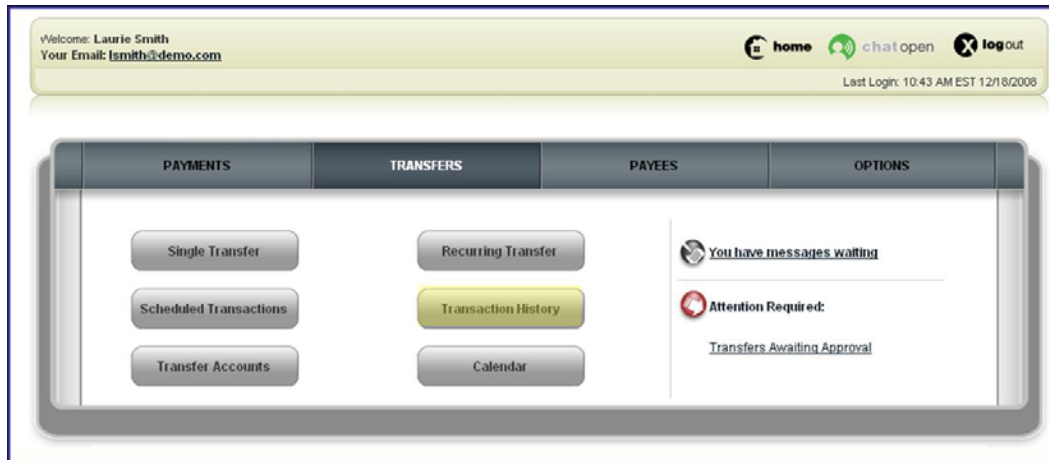 Welcome: Laurie Smith
Your Email: lsmith@demo.com
home chat open logout
Last Login: 10:43 AM EST 12/18/2008
PAYMENTS TRANSFERS PAYEES OPTIONS
Single Transfer
Recurring Transfer
Scheduled Transactions
Transaction History
Transfer Accounts
Calendar
You have messages waiting
Attention Required:
Transfers Awaiting Approval